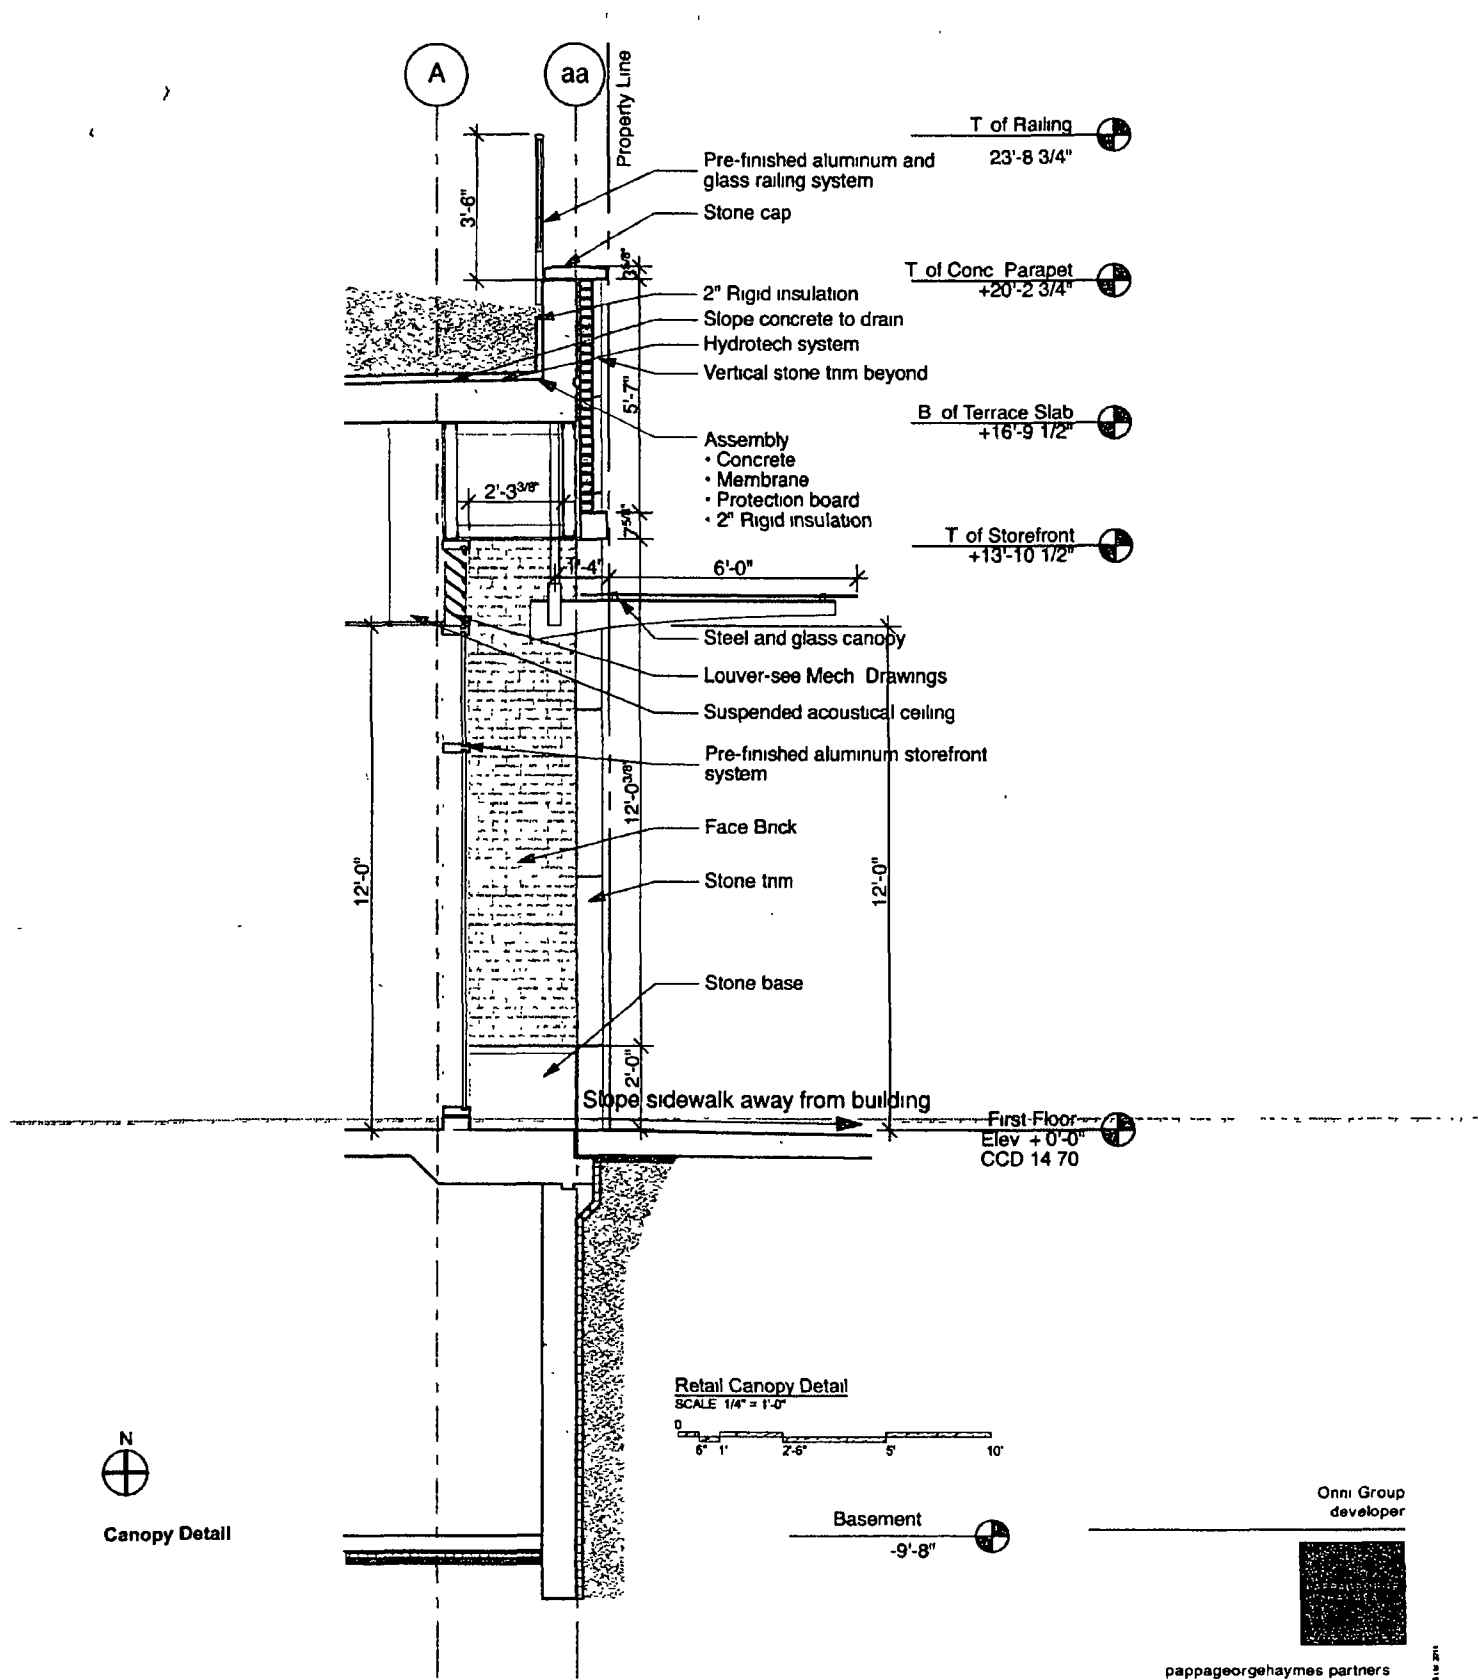 A
aa
Property Line
T of Railing
23'-8 3/4"
Pre-finished aluminum and
glass railing system
3'-6"
Stone cap
3 5/8"
T of Conc Parapet
+20'-2 3/4"
2" Rigid insulation
Slope concrete to drain
Hydrotech system
Vertical stone trim beyond
5'-7"
B of Terrace Slab
+16'-9 1/2"
Assembly
• Concrete
• Membrane
• Protection board
• 2" Rigid insulation
2'-3 3/8"
7 5/8"
T of Storefront
+13'-10 1/2"
1'-4"
6'-0"
Steel and glass canopy
Louver-see Mech Drawings
Suspended acoustical ceiling
Pre-finished aluminum storefront
system
12'-0 3/8"
Face Brick
12'-0"
12'-0"
Stone trim
Stone base
2'-0"
Slope sidewalk away from building
First Floor
Elev + 0'-0"
CCD 14 70
Retail Canopy Detail
SCALE 1/4" = 1'-0"
0
6" 1' 2'-6" 5' 10'
N
Canopy Detail
Basement
-9'-8"
Onni Group
developer
pappageorgehaymes partners